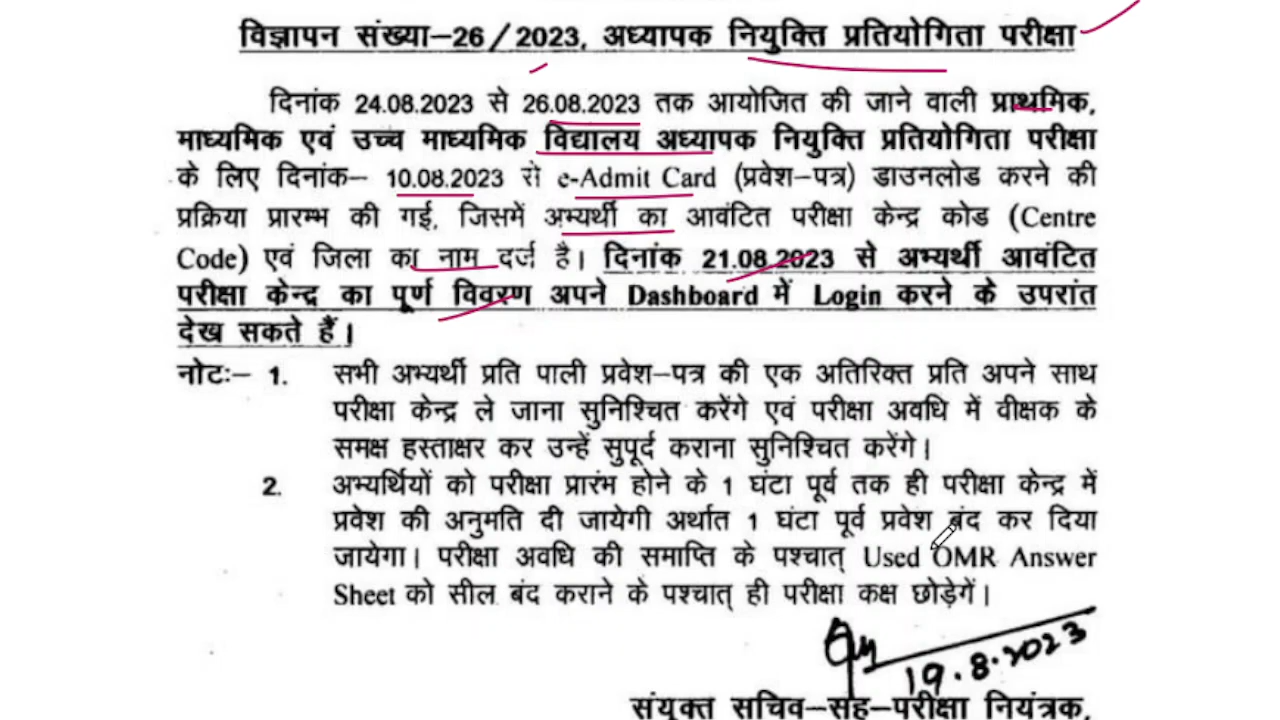 विज्ञापन संख्या–26/2023, अध्यापक नियुक्ति प्रतियोगिता परीक्षा
दिनांक 24.08.2023 से 26.08.2023 तक आयोजित की जाने वाली प्राथमिक,
माध्यमिक एवं उच्च माध्यमिक विद्यालय अध्यापक नियुक्ति प्रतियोगिता परीक्षा
के लिए दिनांक– 10.08.2023 से e-Admit Card (प्रवेश–पत्र) डाउनलोड करने की
प्रक्रिया प्रारम्भ की गई, जिसमें अभ्यर्थी का आवंटित परीक्षा केन्द्र कोड (Centre
Code) एवं जिला का नाम दर्ज है। दिनांक 21.08.2023 से अभ्यर्थी आवंटित
परीक्षा केन्द्र का पूर्ण विवरण अपने Dashboard में Login करने के उपरांत
देख सकते हैं।
नोटः– 1. सभी अभ्यर्थी प्रति पाली प्रवेश–पत्र की एक अतिरिक्त प्रति अपने साथ
परीक्षा केन्द्र ले जाना सुनिश्चित करेंगे एवं परीक्षा अवधि में वीक्षक के
समक्ष हस्ताक्षर कर उन्हें सुपूर्द कराना सुनिश्चित करेंगे।
2. अभ्यर्थियों को परीक्षा प्रारंभ होने के 1 घंटा पूर्व तक ही परीक्षा केन्द्र में
प्रवेश की अनुमति दी जायेगी अर्थात 1 घंटा पूर्व प्रवेश बंद कर दिया
जायेगा। परीक्षा अवधि की समाप्ति के पश्चात् Used OMR Answer
Sheet को सील बंद कराने के पश्चात् ही परीक्षा कक्ष छोड़ेगें।
19.8.2023
संयुक्त सचिव–सह–परीक्षा नियंत्रक,